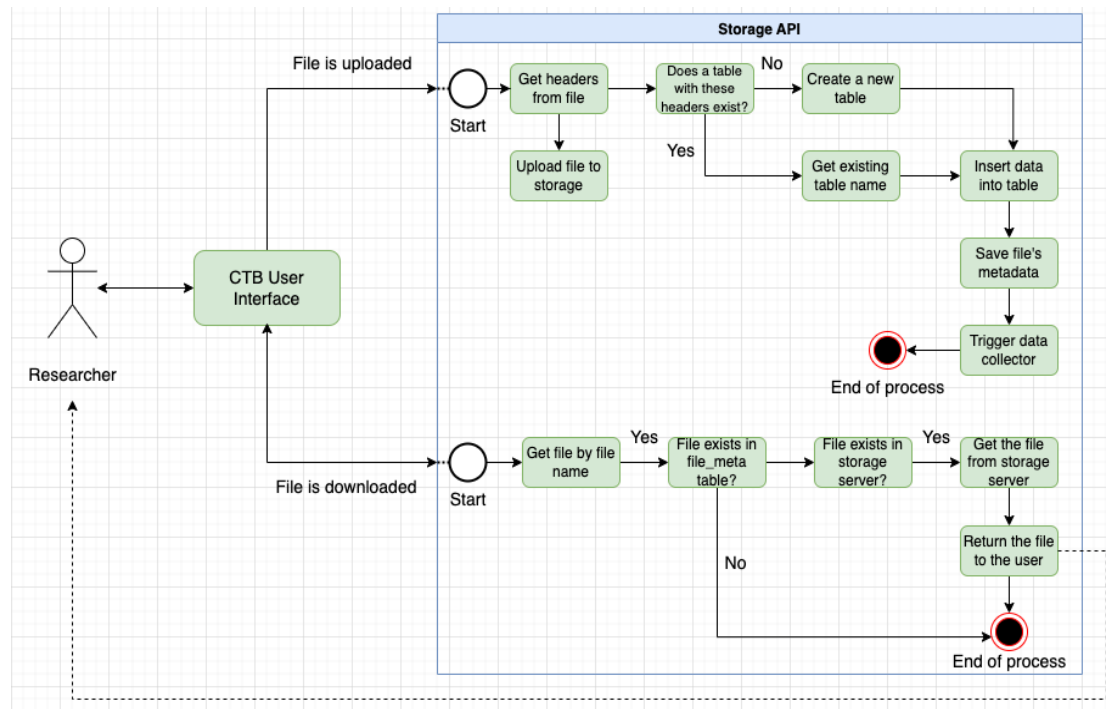 Storage API
File is uploaded
Start
Get headers
from file
Does a table
with these
headers exist?
No
Create a new
table
Upload file to
storage
Yes
Get existing
table name
Insert data
into table
Save file's
metadata
Trigger data
collector
End of process
CTB User
Interface
Researcher
File is downloaded
Start
Get file by file
name
Yes
File exists in
file_meta
table?
File exists in
storage
server?
Yes
Get the file
from storage
server
No
Return the file
to the user
End of process